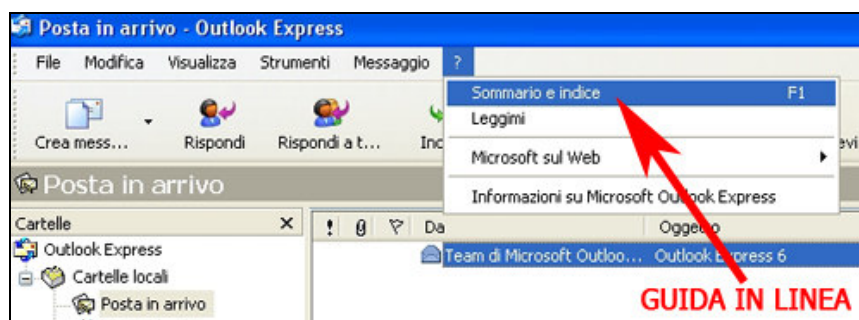 Posta in arrivo - Outlook Express
File Modifica Visualizza Strumenti Messaggio ?
Sommario e indice F1
Leggimi
Microsoft sul Web
Informazioni su Microsoft Outlook Express
Crea mess... Rispondi Rispondi a t...
Posta in arrivo
Cartelle
! Da Oggetto
Outlook Express
Team di Microsoft Outloo... Outlook Express 6
Cartelle locali
Posta in arrivo
GUIDA IN LINEA